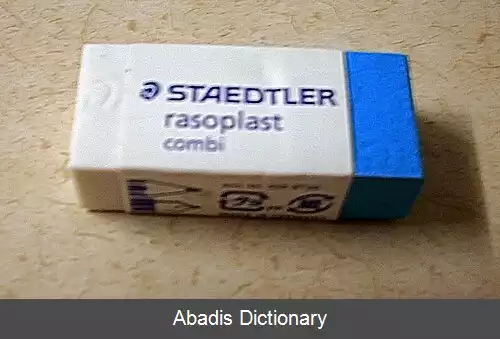 STAEDTLER
rasoplast
combi
Abadis Dictionary